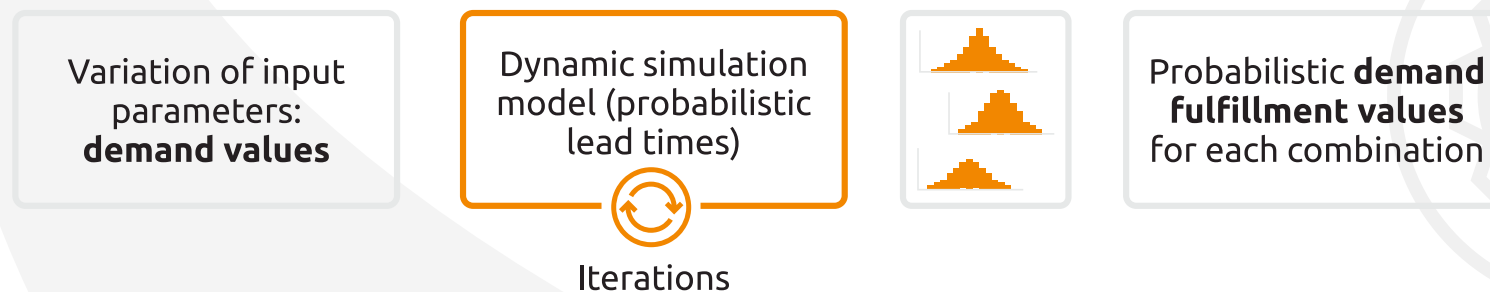 Variation of input
parameters:
demand values
Dynamic simulation
model (probabilistic
lead times)
Iterations
Probabilistic demand
fulfillment values
for each combination